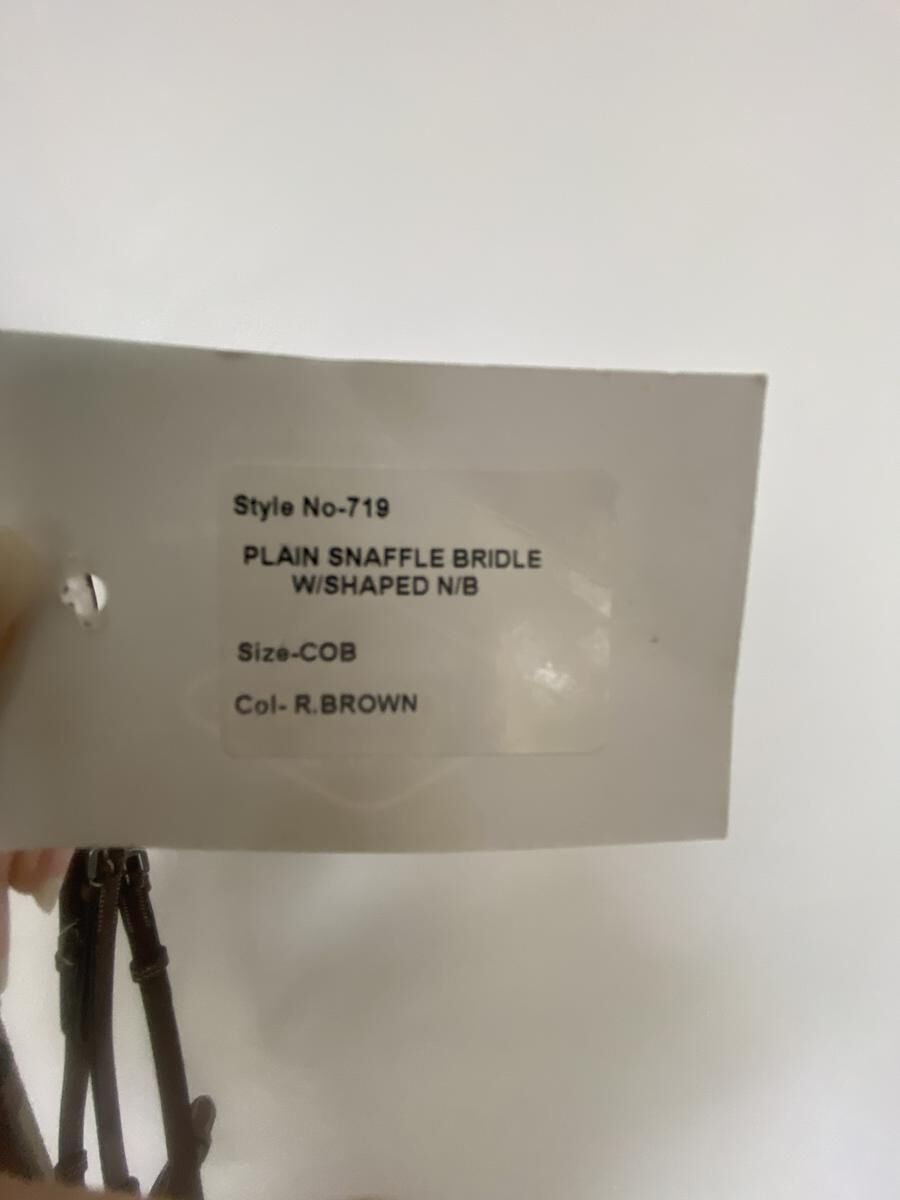 Style No-719
PLAIN SNAFFLE BRIDLE
W/SHAPED N/B
Size-COB
Col- R.BROWN